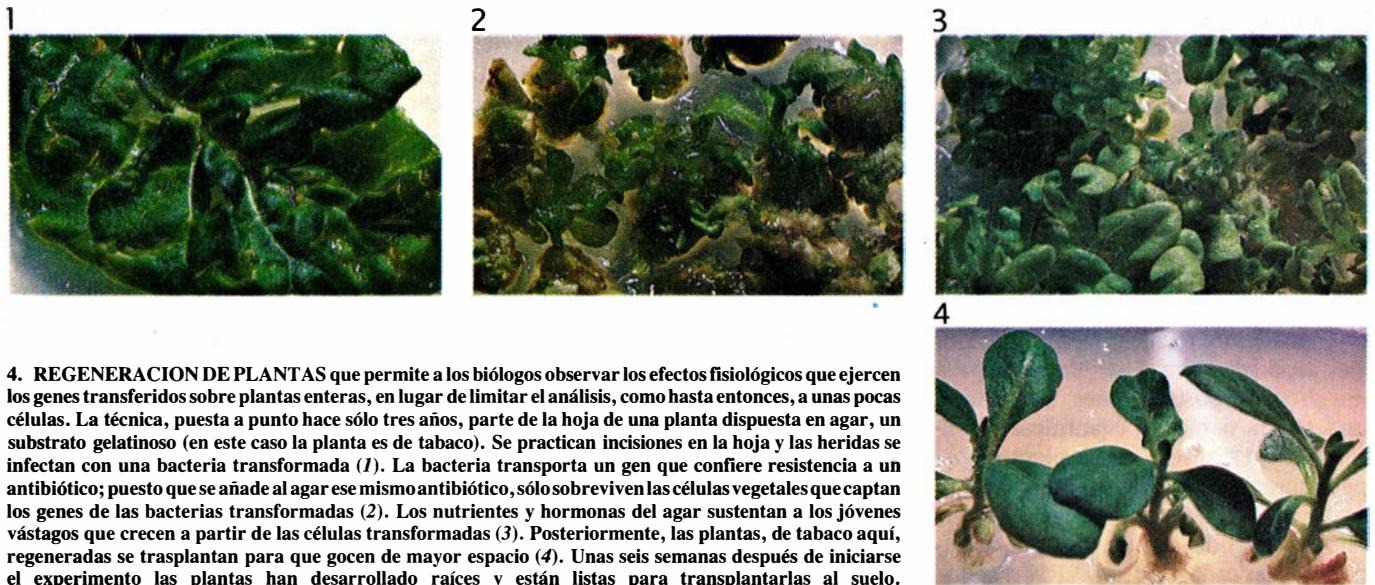 1
2
3
4
4. REGENERACION DE PLANTAS que permite a los biólogos observar los efectos fisiológicos que ejercen
los genes transferidos sobre plantas enteras, en lugar de limitar el análisis, como hasta entonces, a unas pocas
células. La técnica, puesta a punto hace sólo tres años, parte de la hoja de una planta dispuesta en agar, un
substrato gelatinoso (en este caso la planta es de tabaco). Se practican incisiones en la hoja y las heridas se
infectan con una bacteria transformada (1). La bacteria transporta un gen que confiere resistencia a un
antibiótico; puesto que se añade al agar ese mismo antibiótico, sólo sobreviven las células vegetales que captan
los genes de las bacterias transformadas (2). Los nutrientes y hormonas del agar sustentan a los jóvenes
vástagos que crecen a partir de las células transformadas (3). Posteriormente, las plantas, de tabaco aquí,
regeneradas se trasplantan para que gocen de mayor espacio (4). Unas seis semanas después de iniciarse
el experimento las plantas han desarrollado raíces y están listas para transplantarlas al suelo.